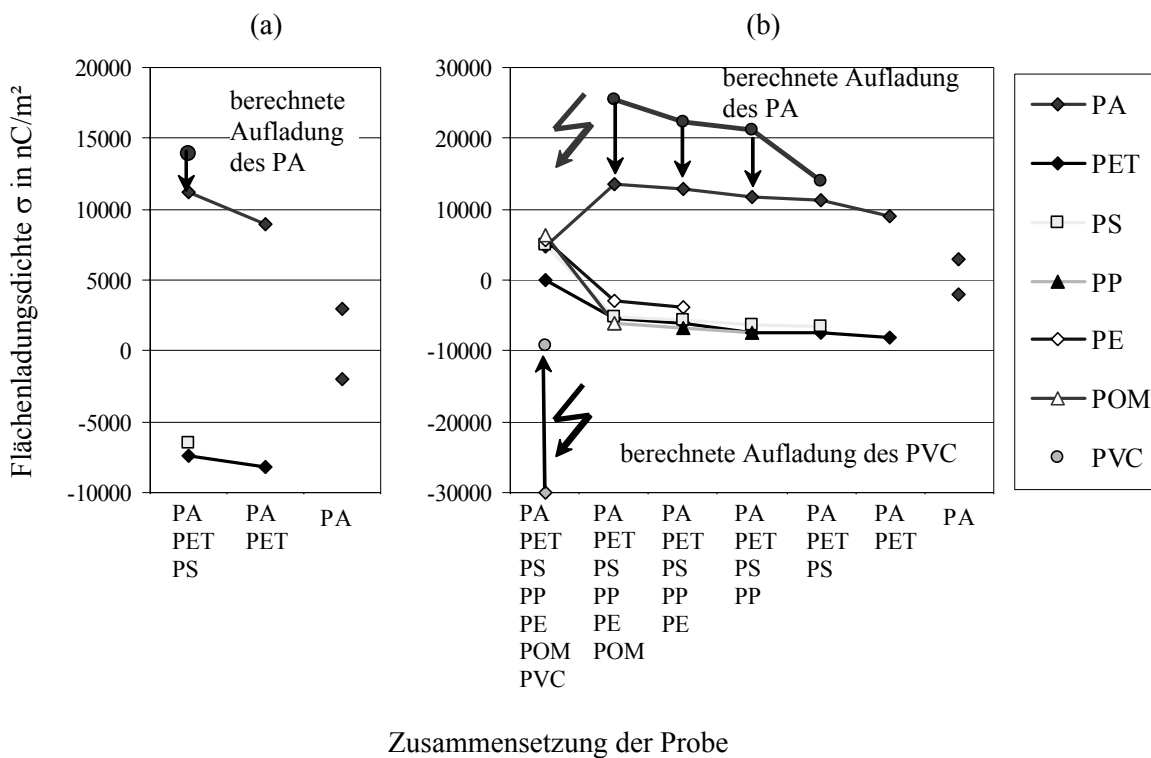 (a)
(b)
Flächenladungsdichte σ in nC/m²
20000
15000
10000
5000
0
-5000
-10000
berechnete
Aufladung
des PA
PA
PET
PS
PA
PET
PA
30000
20000
10000
0
-10000
-20000
-30000
berechnete Aufladung
des PA
berechnete Aufladung des PVC
PA
PET
PS
PP
PE
POM
PVC
PA
PET
PS
PP
PE
POM
PA
PET
PS
PP
PE
PA
PET
PS
PP
PA
PET
PS
PA
PET
PA
PA
PET
PS
PP
PE
POM
PVC
Zusammensetzung der Probe